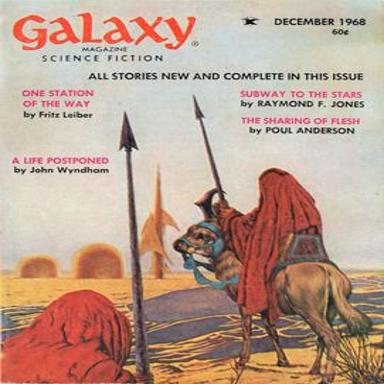 Galaxy®
MAGAZINE
SCIENCE FICTION
DECEMBER 1968
60¢
ALL STORIES NEW AND COMPLETE IN THIS ISSUE
ONE STATION
OF THE WAY
by Fritz Leiber
A LIFE POSTPONED
by John Wyndham
SUBWAY TO THE STARS
by RAYMOND F. JONES
THE SHARING OF FLESH
by POUL ANDERSON